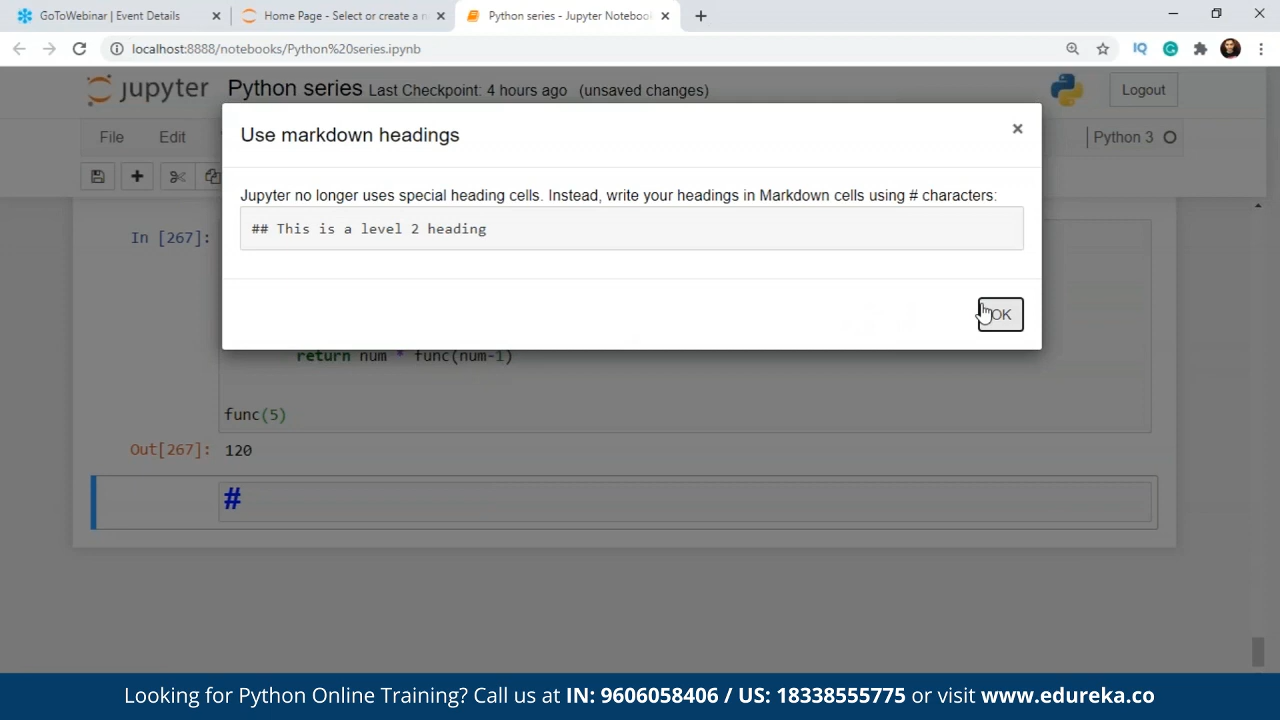 GoToWebinar | Event Details
Home Page - Select or create a n
Python series - Jupyter Notebook
localhost:8888/notebooks/Python%20series.ipynb
IQ
jupyter Python series Last Checkpoint: 4 hours ago (unsaved changes)
Logout
File Edit
Python 3
Use markdown headings
×
Jupyter no longer uses special heading cells. Instead, write your headings in Markdown cells using # characters:
## This is a level 2 heading
OK
In [267]:
return num * func(num-1)
func(5)
Out[267]: 120
#
Looking for Python Online Training? Call us at IN: 9606058406 / US: 18338555775 or visit www.edureka.co